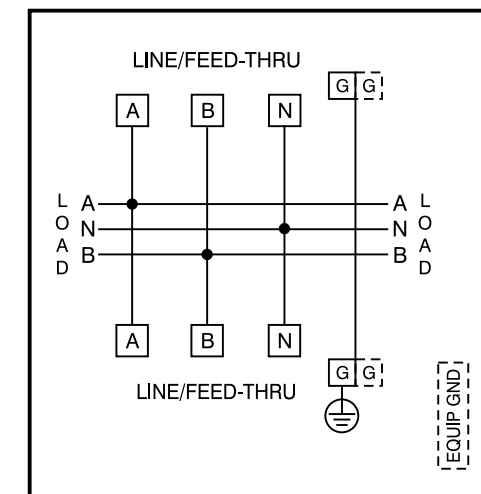 LINE/FEED-THRU
G G
A B N
L O A D
A A
N N
B B
L O A D
A B N
G G
LINE/FEED-THRU
EQUIP GND